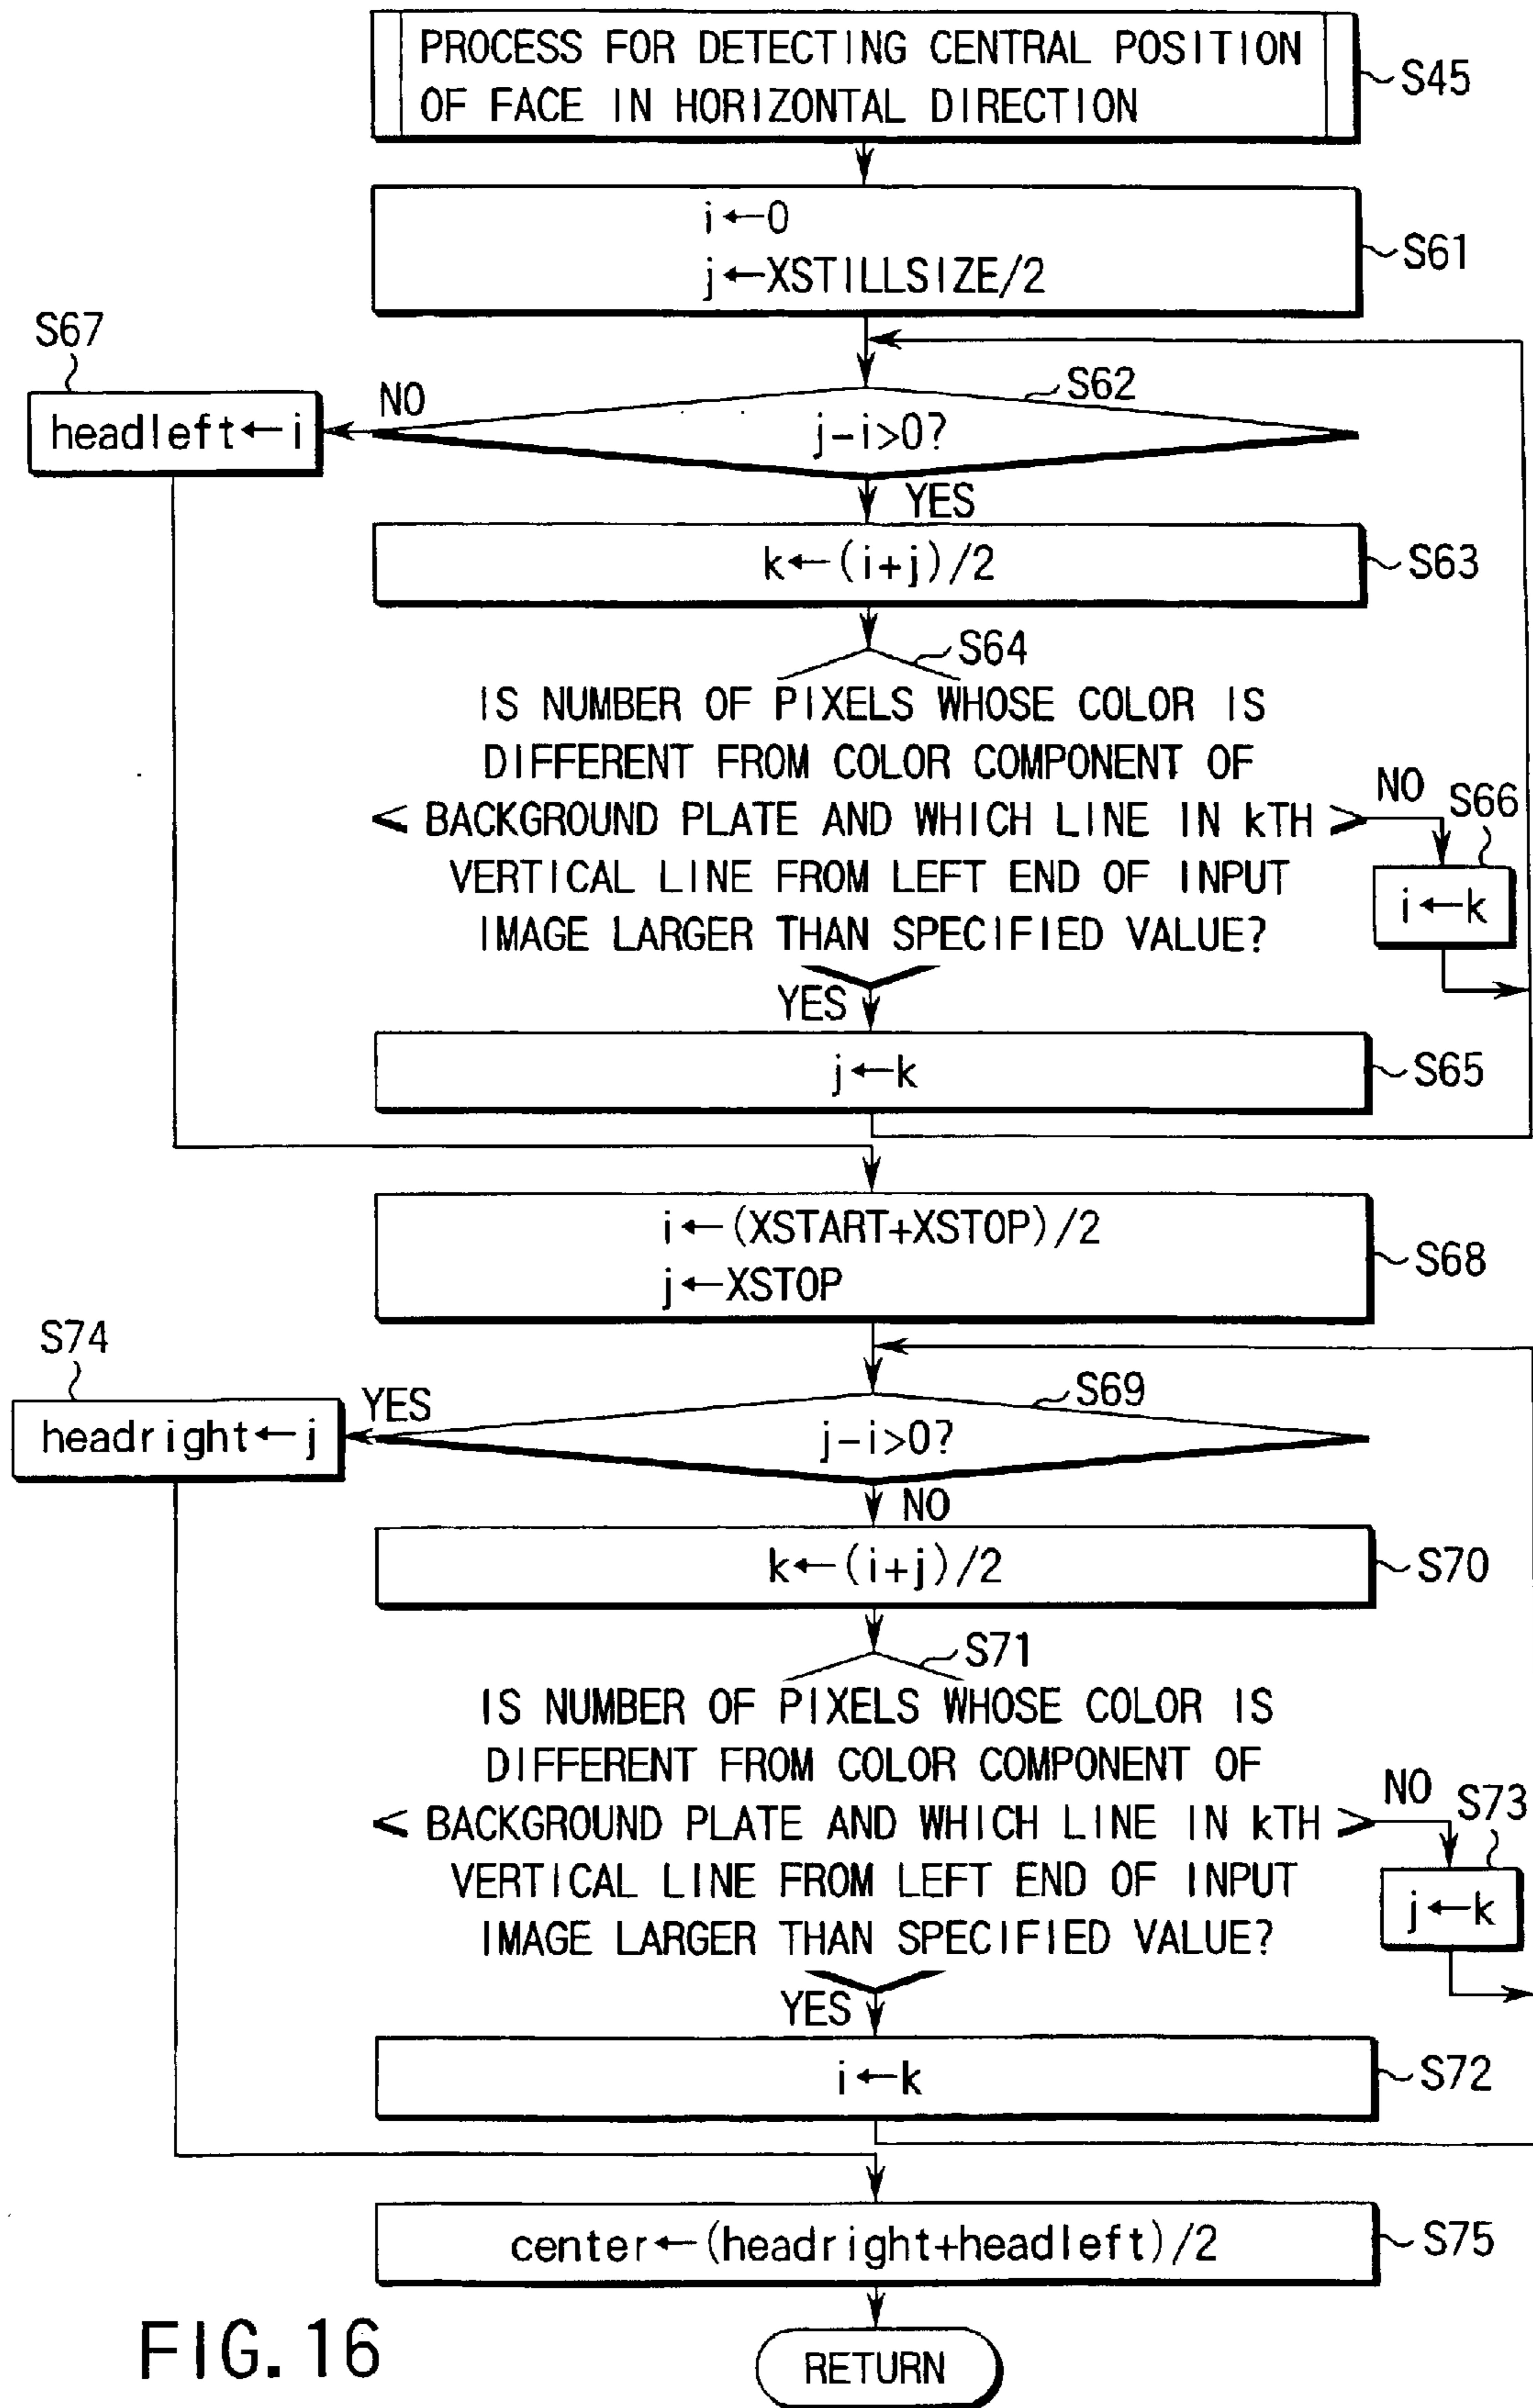 PROCESS FOR DETECTING CENTRAL POSITION
OF FACE IN HORIZONTAL DIRECTION
S45
i←0
j←XSTILLSIZE/2
S61
S67
headleft←i
NO
S62
j-i>0?
YES
k←(i+j)/2
S63
S64
IS NUMBER OF PIXELS WHOSE COLOR IS
DIFFERENT FROM COLOR COMPONENT OF
BACKGROUND PLATE AND WHICH LINE IN kTH
VERTICAL LINE FROM LEFT END OF INPUT
IMAGE LARGER THAN SPECIFIED VALUE?
NO
S66
i←k
YES
j←k
S65
i←(XSTART+XSTOP)/2
j←XSTOP
S68
S74
headright←j
YES
S69
j-i>0?
NO
k←(i+j)/2
S70
S71
IS NUMBER OF PIXELS WHOSE COLOR IS
DIFFERENT FROM COLOR COMPONENT OF
BACKGROUND PLATE AND WHICH LINE IN kTH
VERTICAL LINE FROM LEFT END OF INPUT
IMAGE LARGER THAN SPECIFIED VALUE?
NO
S73
j←k
YES
i←k
S72
center←(headright+headleft)/2
S75
RETURN
FIG.16